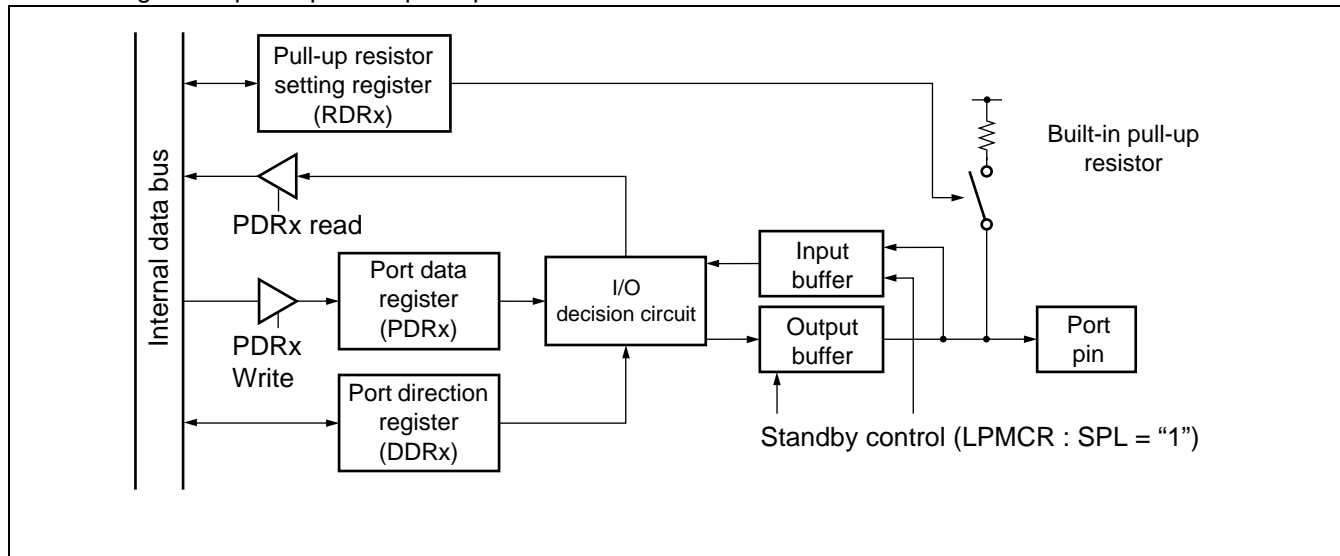 Pull-up resistor
setting register
(RDRx)
Built-in pull-up
resistor
Internal data bus
PDRx read
Port data
register
(PDRx)
PDRx
Write
I/O
decision circuit
Input
buffer
Output
buffer
Port
pin
Port direction
register
(DDRx)
Standby control (LPMCR : SPL = “1”)